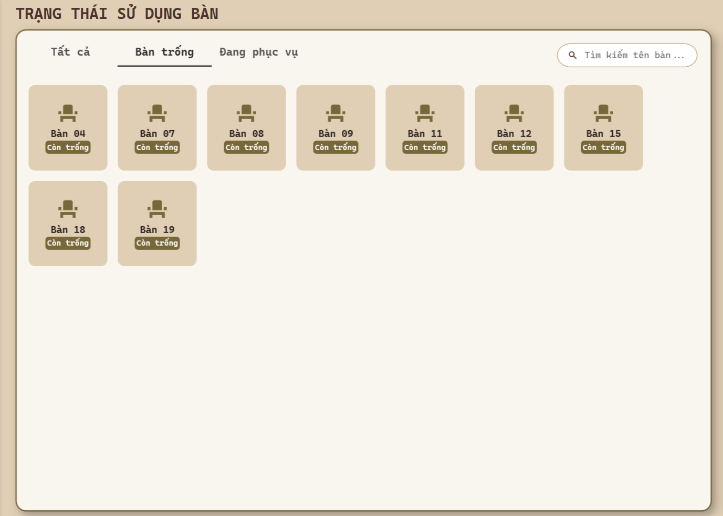 TRẠNG THÁI SỬ DỤNG BÀN
Tất cả Bàn trống Đang phục vụ Tìm kiếm tên bàn...
Bàn 04 Bàn 07 Bàn 08 Bàn 09 Bàn 11 Bàn 12 Bàn 15
Còn trống Còn trống Còn trống Còn trống Còn trống Còn trống Còn trống
Bàn 18 Bàn 19
Còn trống Còn trống